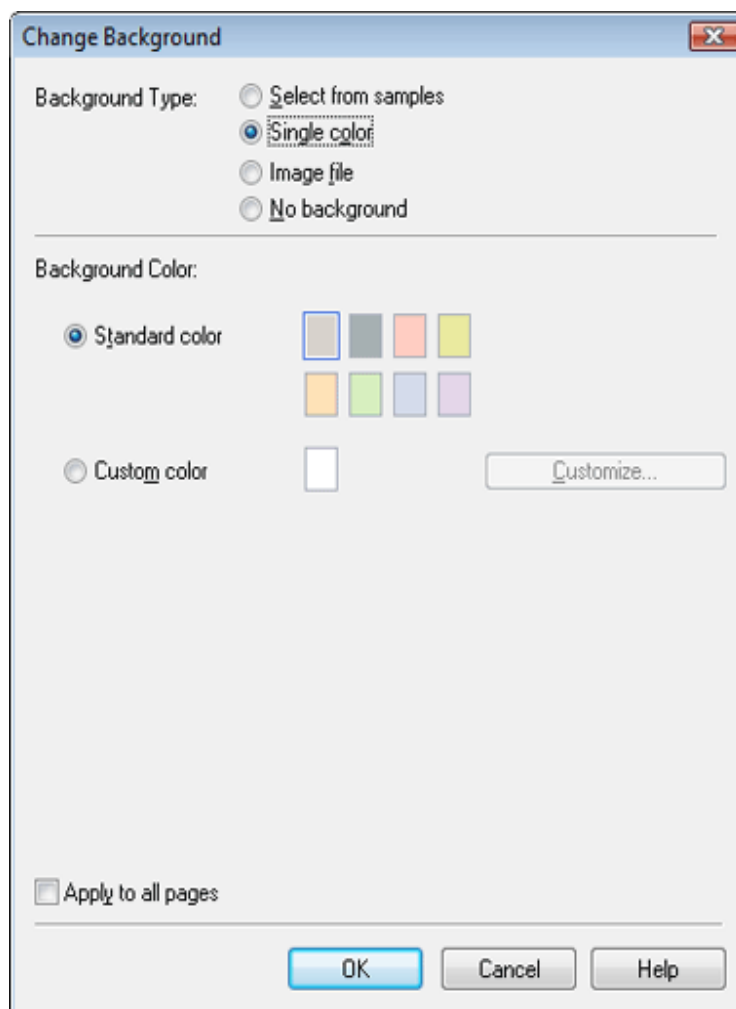 Change Background
Background Type:
Select from samples
Single color
Image file
No background
Background Color:
Standard color
Custom color
Customize...
Apply to all pages
OK
Cancel
Help